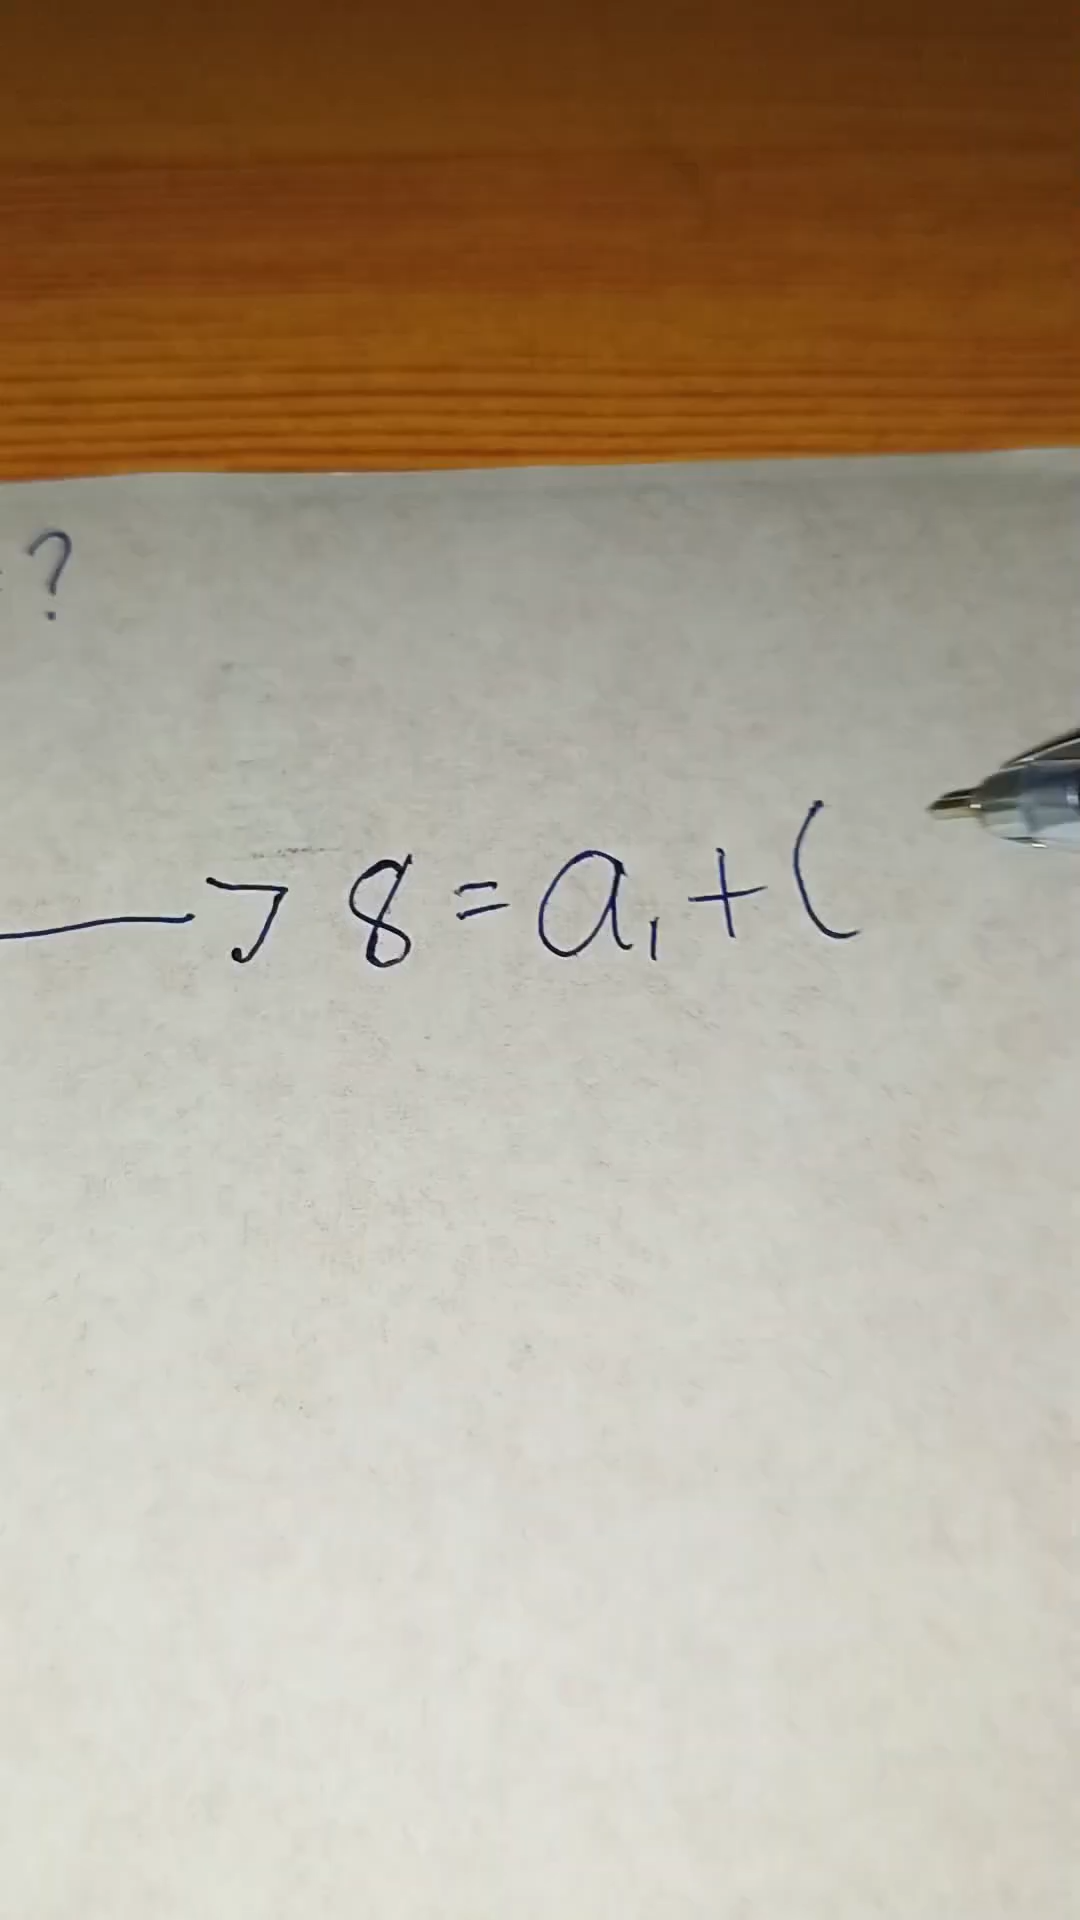 ?
→ 8 = a₁ + (